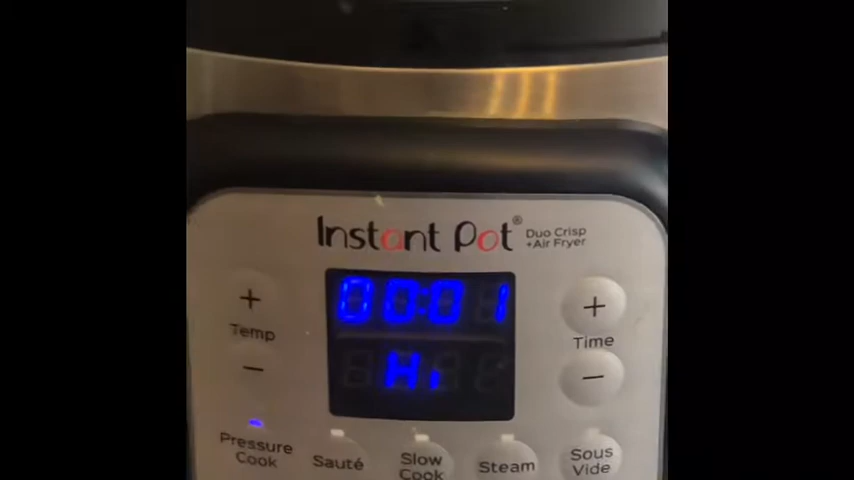 Instant Pot® Duo Crisp
+Air Fryer
00:01
+ +
Temp Time
Hi
- -
Pressure Cook
Sauté
Slow Cook
Steam
Sous Vide